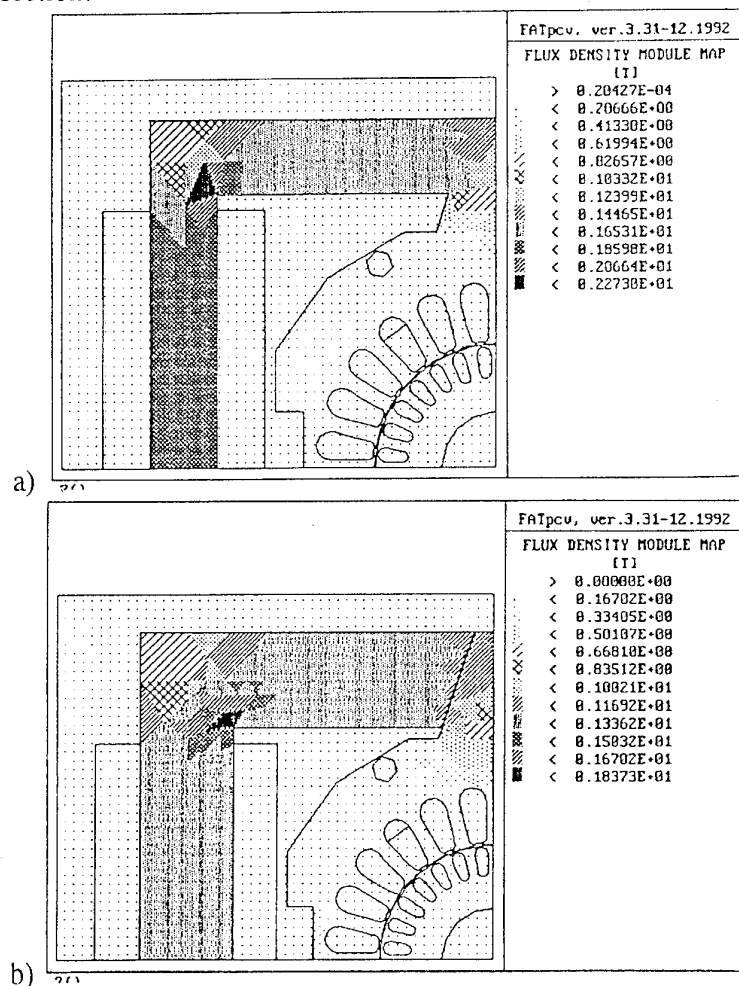 FATpcv, ver.3.31-12.1992
FLUX DENSITY MODULE MAP
[T]
> 0.20427E-04
< 0.20666E+00
< 0.41330E+00
< 0.61994E+00
< 0.82657E+00
< 0.10332E+01
< 0.12399E+01
< 0.14465E+01
< 0.16531E+01
< 0.18598E+01
< 0.20664E+01
< 0.22730E+01
a)
FATpcv, ver.3.31-12.1992
FLUX DENSITY MODULE MAP
[T]
> 0.00000E+00
< 0.16702E+00
< 0.33405E+00
< 0.50107E+00
< 0.66810E+00
< 0.83512E+00
< 0.10021E+01
< 0.11692E+01
< 0.13362E+01
< 0.15032E+01
< 0.16702E+01
< 0.18373E+01
b)